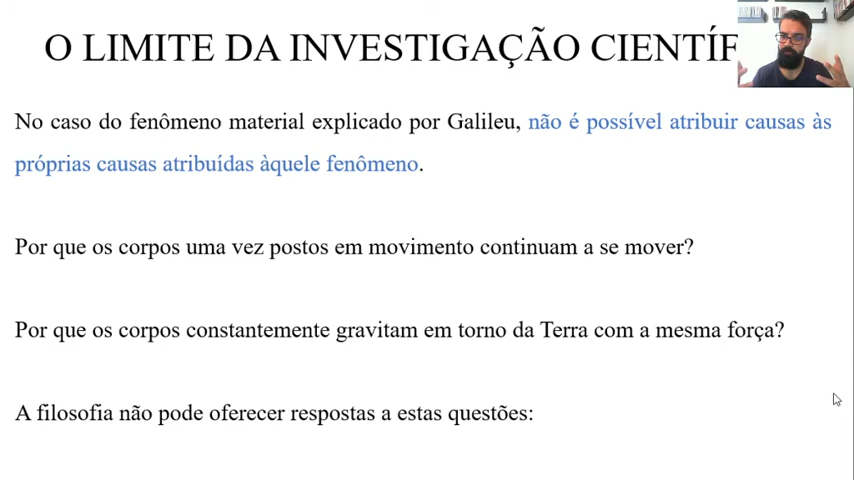 O LIMITE DA INVESTIGAÇÃO
No caso do fenômeno material explicado por Galileu, não é possível atribuir causas às
próprias causas atribuídas àquele fenômeno.
Por que os corpos uma vez postos em movimento continuam a se mover?
Por que os corpos constantemente gravitam em torno da Terra com a mesma força?
A filosofia não pode oferecer respostas a estas questões: